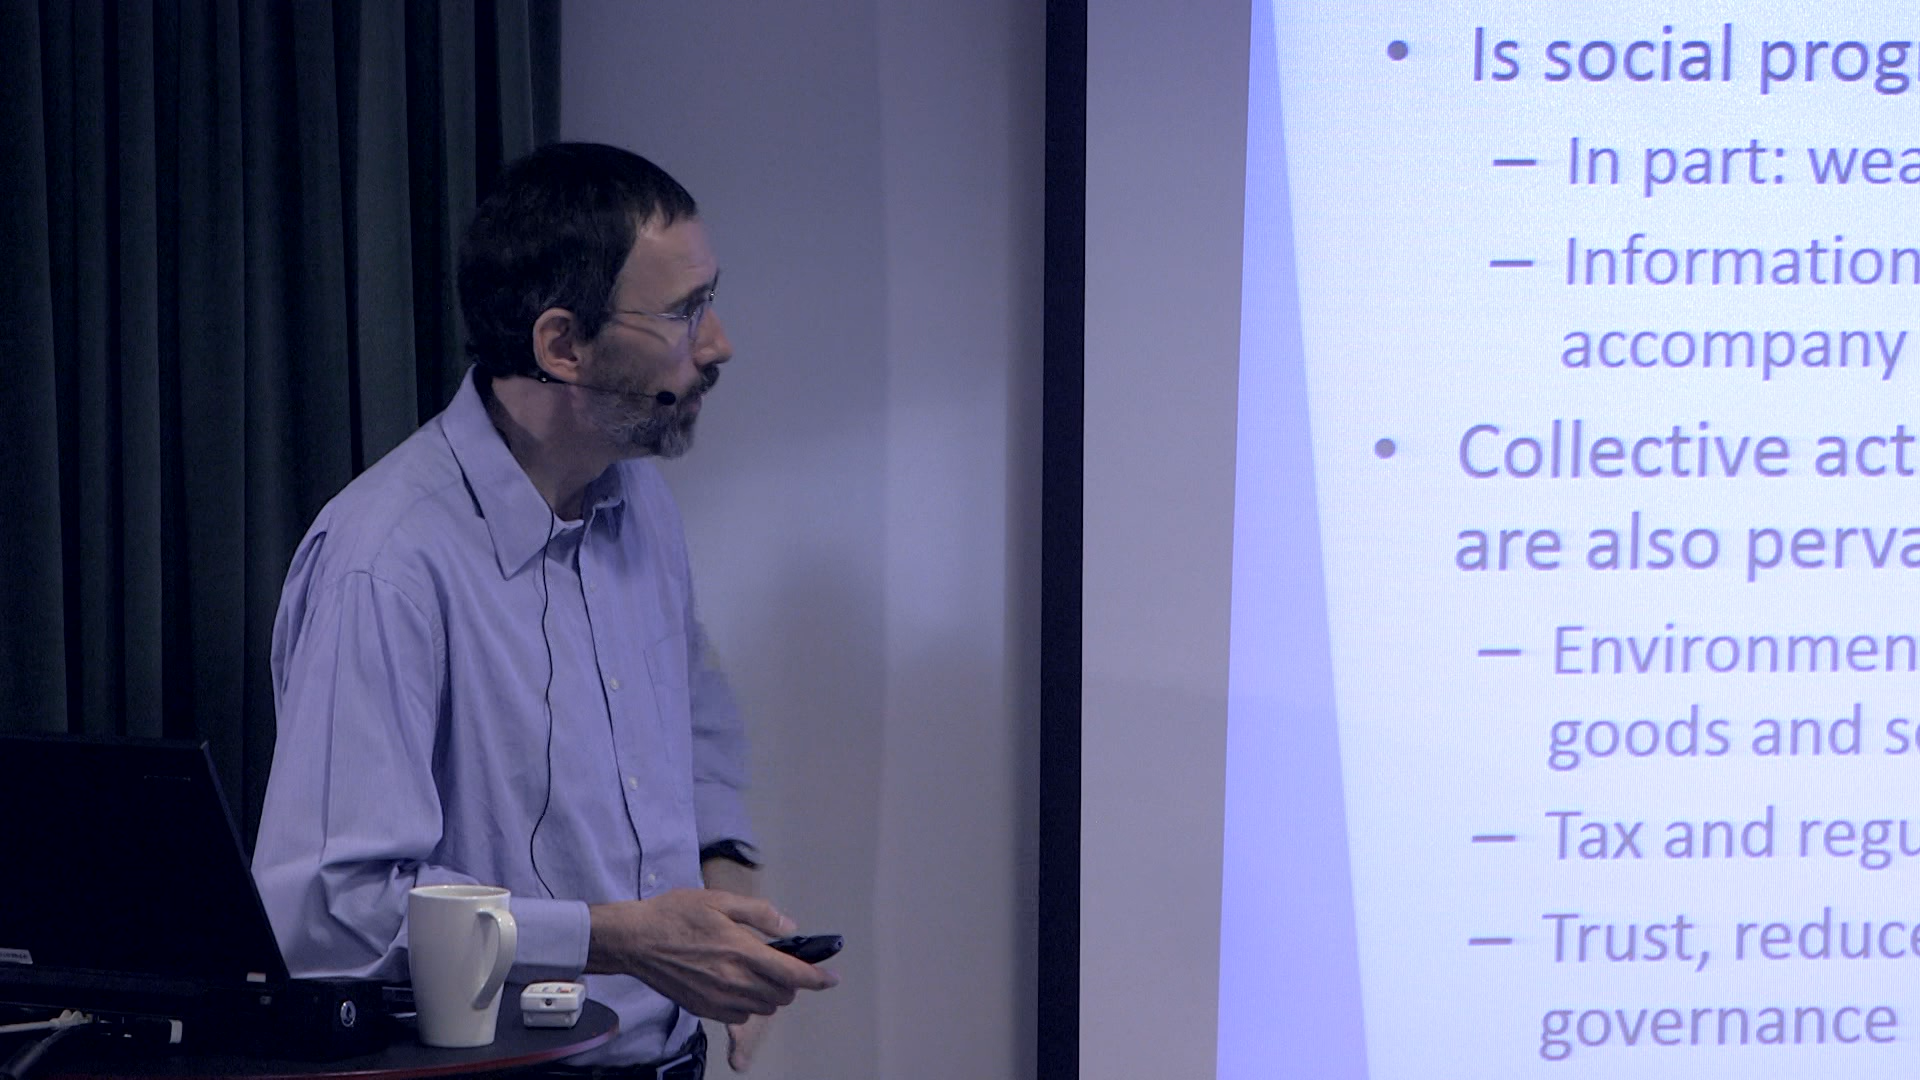 • Is social prog
– In part: wea
– Information
accompany
• Collective act
are also perva
– Environmen
goods and s
– Tax and regu
– Trust, reduce
governance